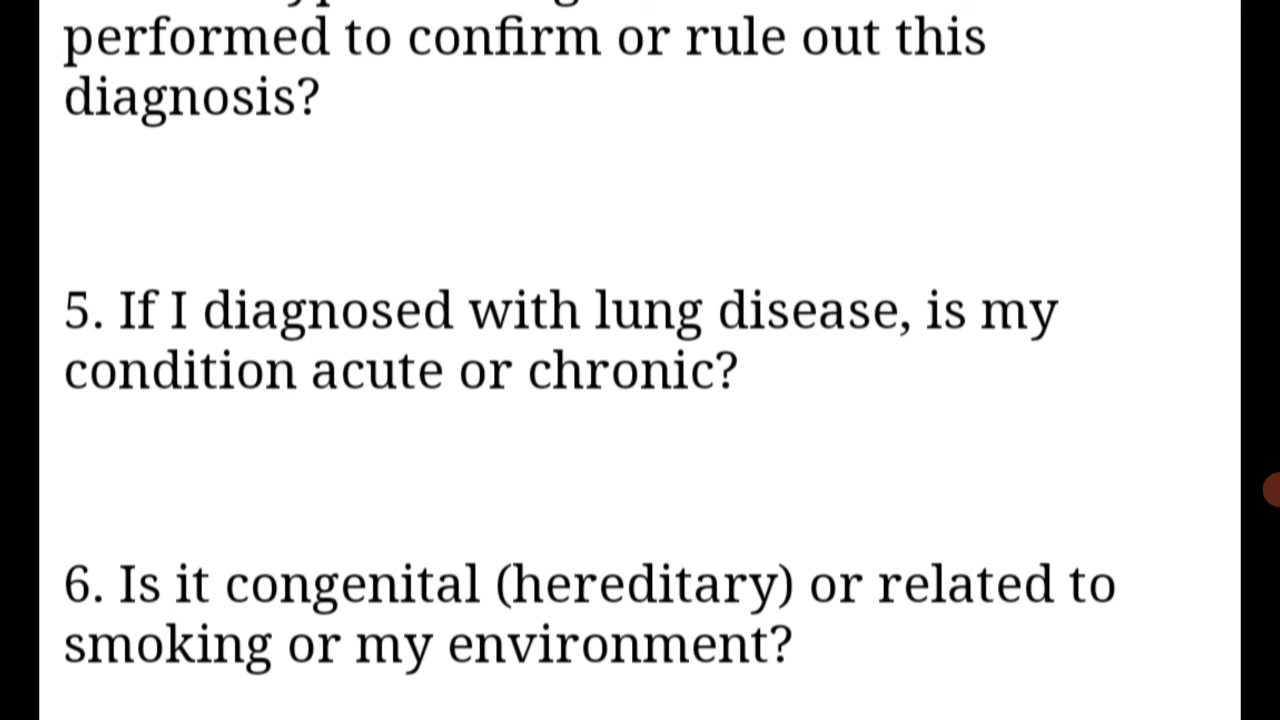 performed to confirm or rule out this
diagnosis?
5. If I diagnosed with lung disease, is my
condition acute or chronic?
6. Is it congenital (hereditary) or related to
smoking or my environment?